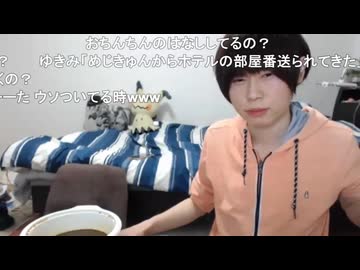 おちんちんのはなししてるの？
？ ゆきみ「めじきゅんからホテルの部屋番送られてきた
くの？
ーた ウソついてる時ｗｗｗ